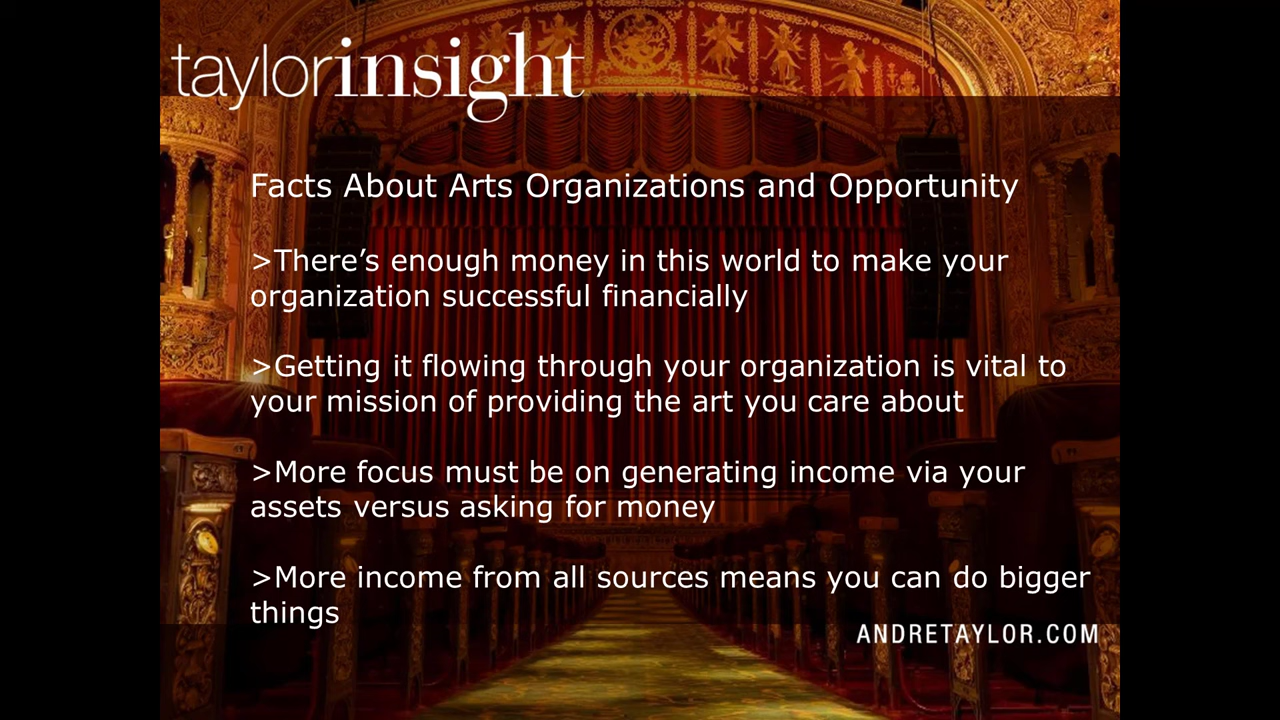 taylorinsight
Facts About Arts Organizations and Opportunity
>There’s enough money in this world to make your
organization successful financially
>Getting it flowing through your organization is vital to
your mission of providing the art you care about
>More focus must be on generating income via your
assets versus asking for money
>More income from all sources means you can do bigger
things
ANDRETAYLOR.COM